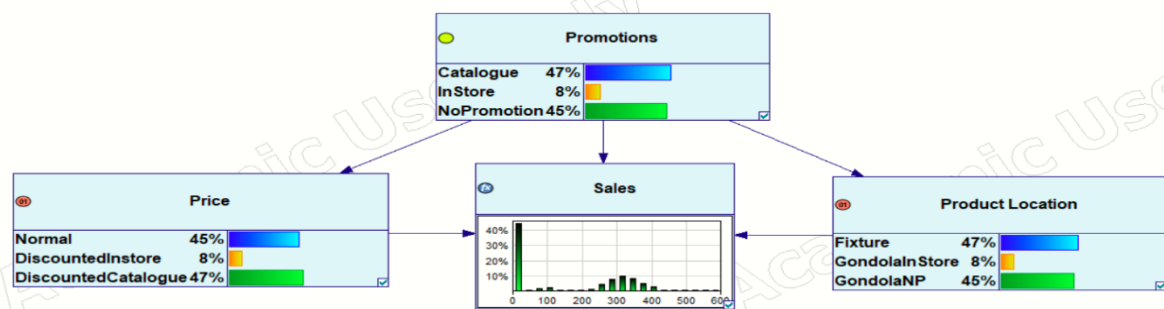 Promotions
Catalogue 47%
InStore 8%
NoPromotion 45%
Price
Normal 45%
DiscountedInstore 8%
DiscountedCatalogue 47%
Sales
40%
30%
20%
10%
0 100 200 300 400 500 600
Product Location
Fixture 47%
GondolaInStore 8%
GondolaNP 45%